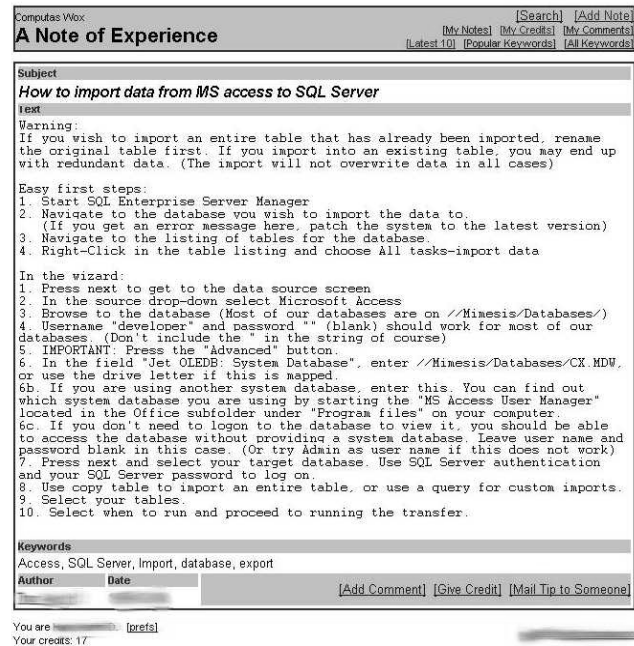 Computas Wox
[Search] [Add Note]
A Note of Experience
[My Notes] [My Credits] [My Comments]
[Latest 10] [Popular Keywords] [All Keywords]
Subject
How to import data from MS access to SQL Server
Text
Warning:
If you wish to import an entire table that has already been imported, rename
the original table first. If you import into an existing table, you may end up
with redundant data. (The import will not overwrite data in all cases)
Easy first steps:
1. Start SQL Enterprise Server Manager
2. Navigate to the database you wish to import the data to.
(If you get an error message here, patch the system to the latest version)
3. Navigate to the listing of tables for the database.
4. Right-Click in the table listing and choose All tasks-import data
In the wizard:
1. Press next to get to the data source screen
2. In the source drop-down select Microsoft Access
3. Browse to the database (Most of our databases are on //Mimesis/Databases/)
4. Username "developer" and password "" (blank) should work for most of our
databases. (Don't include the " in the string of course)
5. IMPORTANT: Press the "Advanced" button.
6. In the field "Jet OLEDB: System Database", enter //Mimesis/Databases/CX.MDW,
or use the drive letter if this is mapped.
6b. If you are using another system database, enter this. You can find out
which system database you are using by starting the "MS Access User Manager"
located in the Office subfolder under "Program files" on your computer.
6c. If you don't need to logon to the database to view it, you should be able
to access the database without providing a system database. Leave user name and
password blank in this case. (Or try Admin as user name if this does not work)
7. Press next and select your target database. Use SQL Server authentication
and your SQL Server password to log on.
8. Use copy table to import an entire table, or use a query for custom imports.
9. Select your tables.
10. Select when to run and proceed to running the transfer.
Keywords
Access, SQL Server, Import, database, export
Author Date
[Add Comment] [Give Credit] [Mail Tip to Someone]
You are [prefs]
Your credits: 17